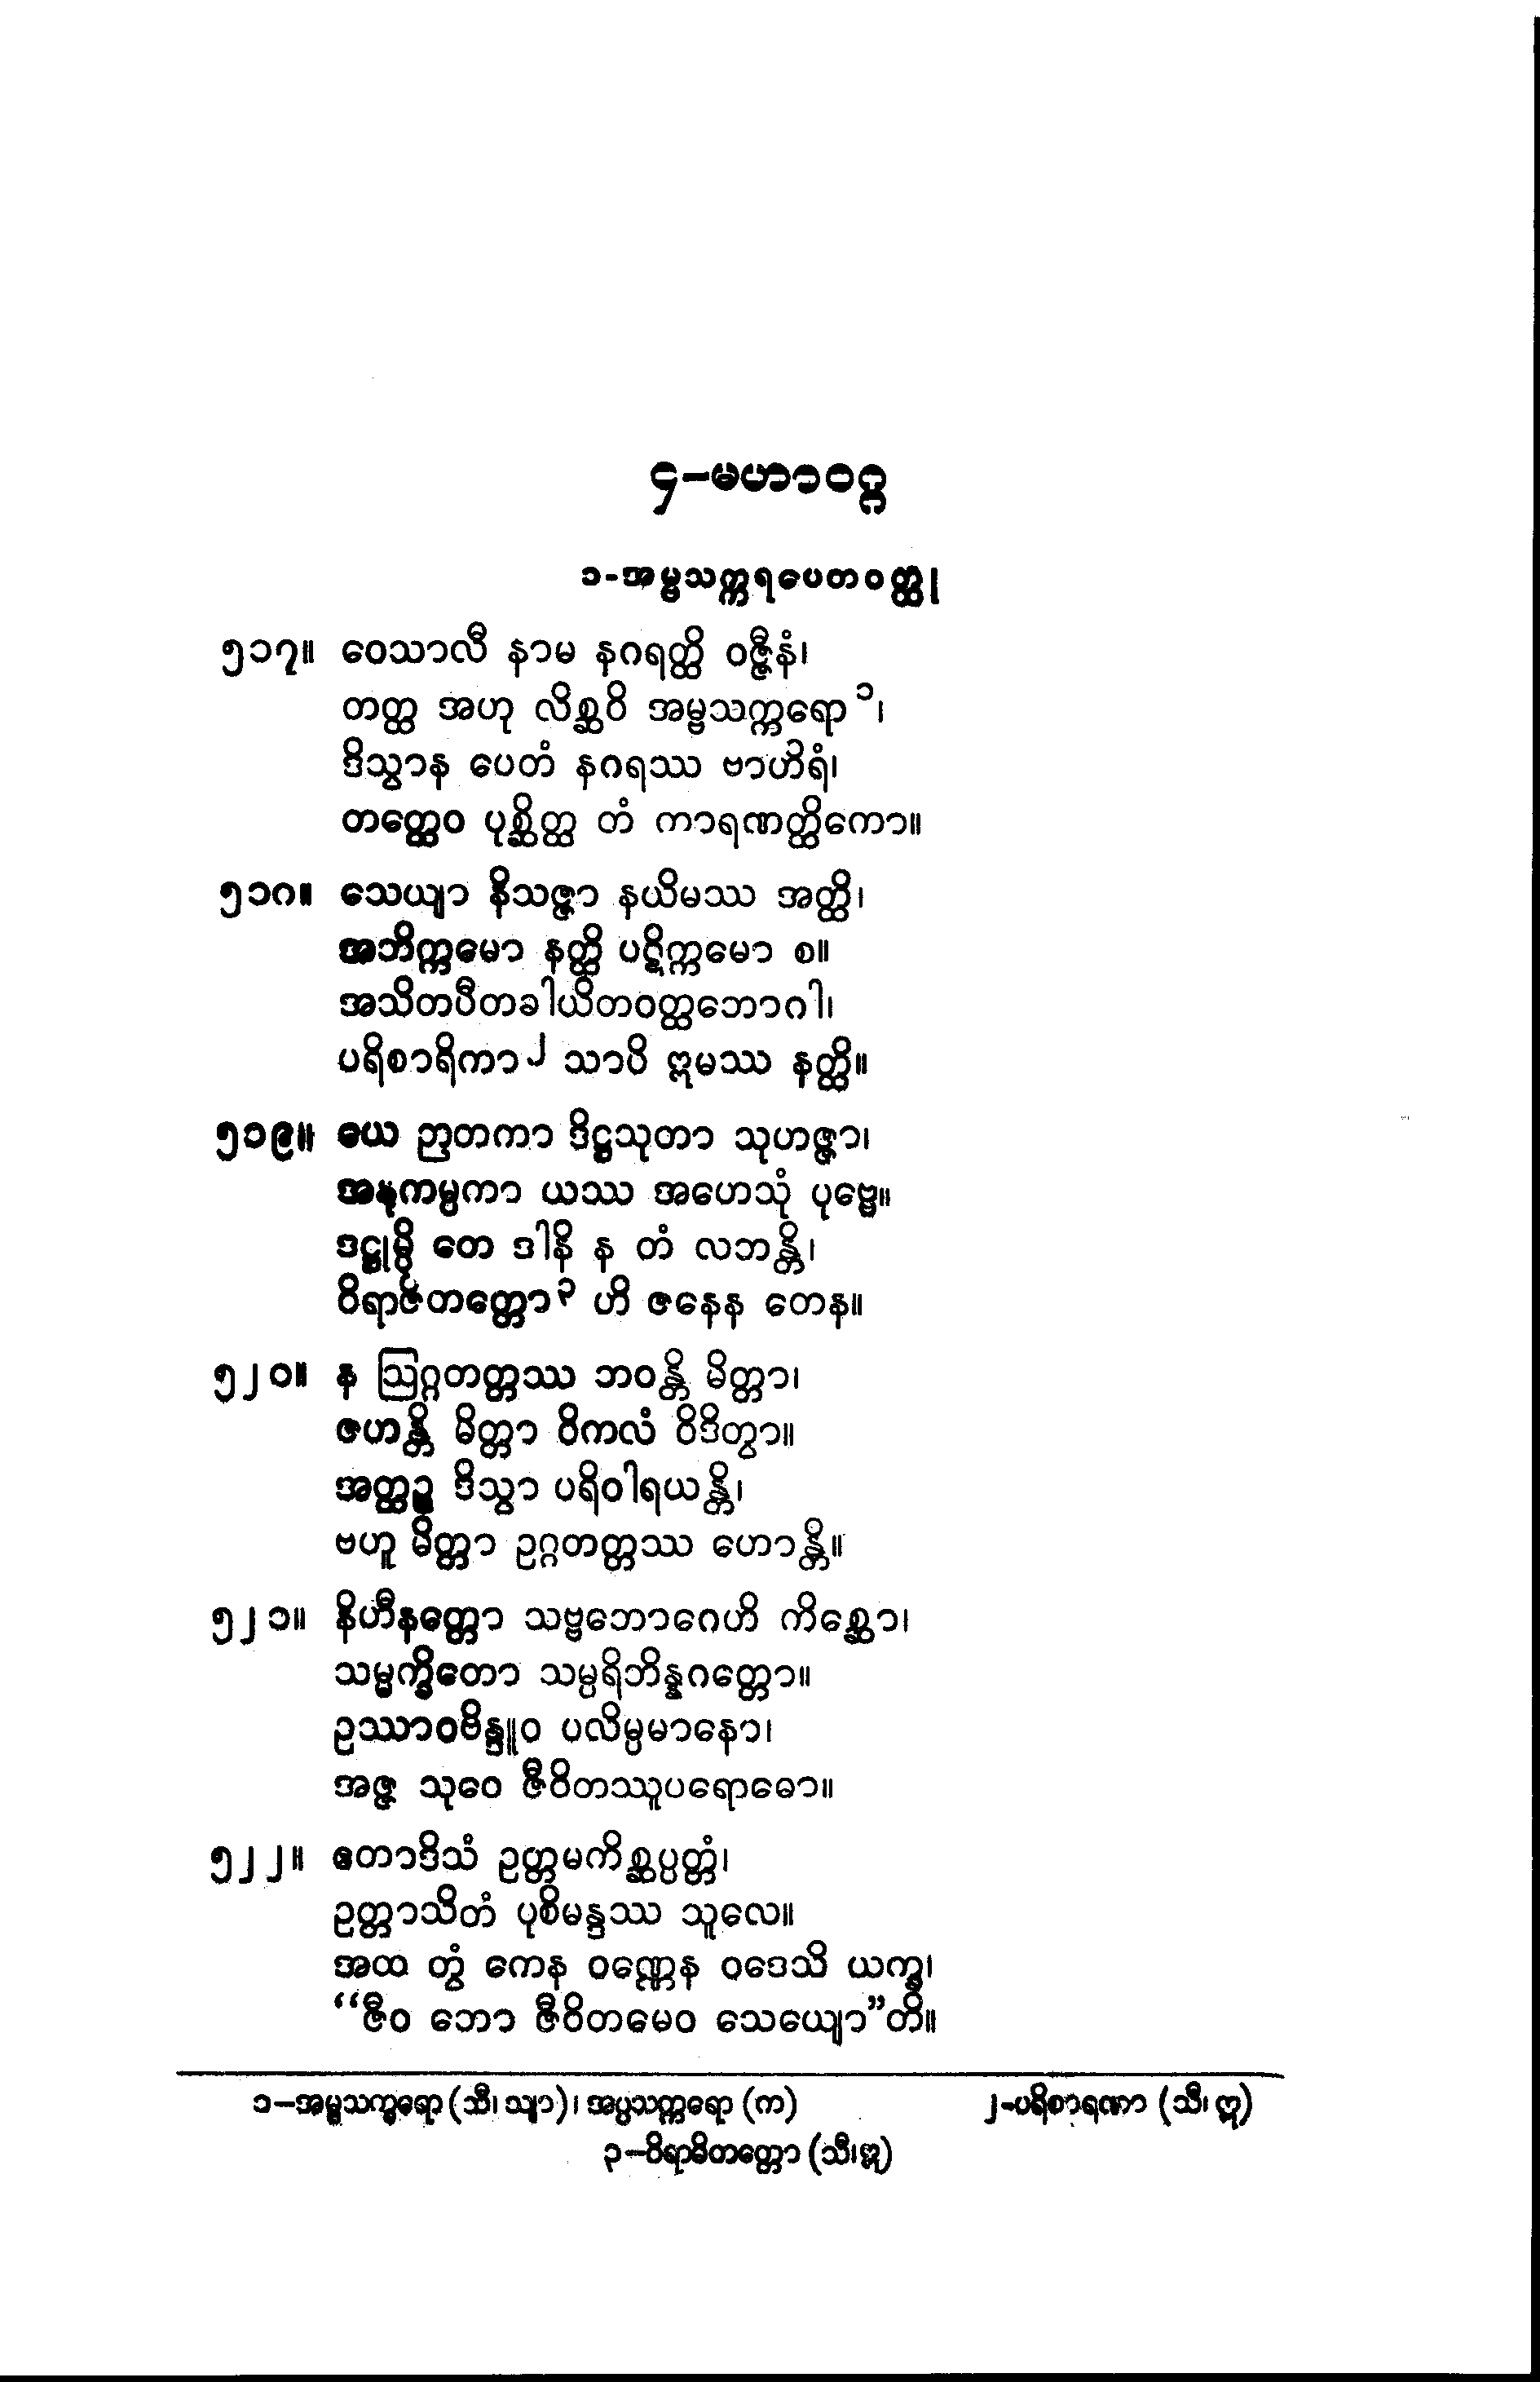 ၄–မဟာဝဂ္ဂ
၁-အမ္ဗသက္ကရပေတဝတ္ထု
၅၁၇။ ဝေသာလီ နာမ နဂရတ္ထိ ဝဇ္ဇီနံ၊
တတ္ထ အဟု လိစ္ဆဝိ အမ္ဗသက္ကရော ၁၊
ဒိသွာန ပေတံ နဂရဿ ဗာဟိရံ၊
တတ္ထေဝ ပုစ္ဆိတ္ထ တံ ကာရဏတ္ထိကော။
၅၁၈။ သေယျာ နိသဇ္ဇာ နယိမဿ အတ္ထိ၊
အဘိက္ကမော နတ္ထိ ပဋိက္ကမော စ။
အသိတပီတခါယိတဝတ္ထဘောဂါ၊
ပရိစာရိကာ ၂ သာပိ ဣမဿ နတ္ထိ။
၅၁၉။ ယေ ဉာတကာ ဒိဋ္ဌသုတာ သုဟဇ္ဇာ၊
အနုကမ္ပကာ ယဿ အဟေသုံ ပုဗ္ဗေ။
ဒဋ္ဌုမ္ပိ တေ ဒါနိ န တံ လဘန္တိ၊
ဝိရာဇိတတ္တော ၃ ဟိ ဇနေန တေန။
၅၂၀။ န ဩဂ္ဂတတ္တဿ ဘဝန္တိ မိတ္တာ၊
ဇဟန္တိ မိတ္တာ ဝိကလံ ဝိဒိတွာ။
အတ္ထဉ္စ ဒိသွာ ပရိဝါရယန္တိ၊
ဗဟူ မိတ္တာ ဥဂ္ဂတတ္တဿ ဟောန္တိ။
၅၂၁။ နိဟီနတ္တော သဗ္ဗဘောဂေဟိ ကိစ္ဆော၊
သမ္မက္ခိတော သမ္ပရိဘိန္နဂတ္တော။
ဥဿာဝဗိန္ဒူဝ ပလိမ္ပမာနော၊
အဇ္ဇ သုဝေ ဇီဝိတဿူပရောဓော။
၅၂၂။ ဧတာဒိသံ ဥတ္တမကိစ္ဆပ္ပတ္တံ၊
ဥတ္တာသိတံ ပုစိမန္ဒဿ သူလေ။
အထ တွံ ကေန ဝဏ္ဏေန ဝဒေသိ ယက္ခ၊
“ဇီဝ ဘော ဇီဝိတမေဝ သေယျော”တိ။
၁–အမ္ဗသက္ခရော (သီ၊ သျာ)၊ အပ္ပသက္ကရော (က) ၂-ပရိစာရဏာ (သီ၊ ဣ)
၃–ဝိရာဓိတတ္တော (သီ၊ ဣ)